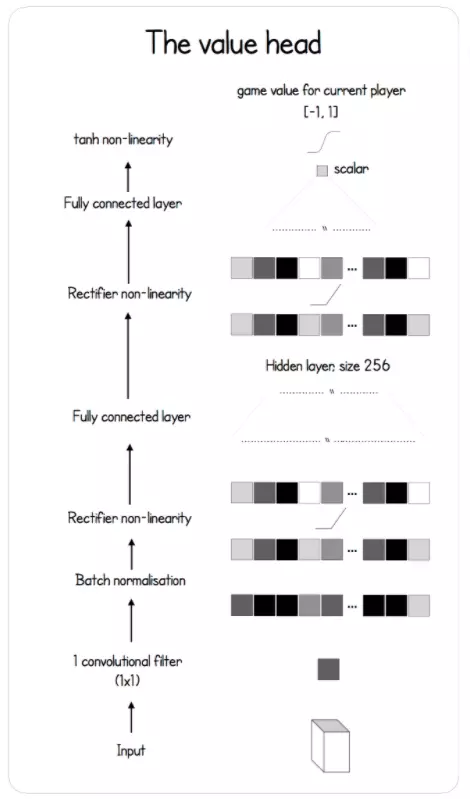 The value head
game value for current player
[-1, 1]
tanh non-linearity
scalar
Fully connected layer
Rectifier non-linearity
...
...
Hidden layer: size 256
Fully connected layer
Rectifier non-linearity
...
...
Batch normalisation
...
1 convolutional filter
(1x1)
Input